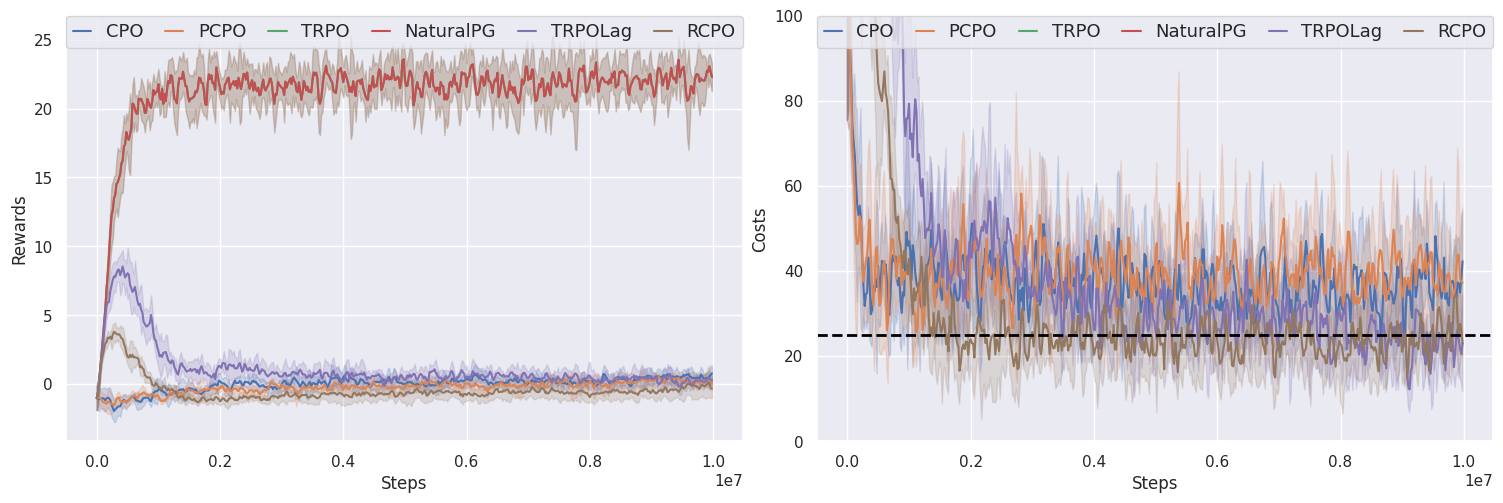 CPO PCPO TRPO NaturalPG TRPOLag RCPO
25
20
15
10
5
0
Rewards
0.0 0.2 0.4 0.6 0.8 1.0
1e7
Steps
CPO PCPO TRPO NaturalPG TRPOLag RCPO
100
80
60
40
20
0
Costs
0.0 0.2 0.4 0.6 0.8 1.0
1e7
Steps